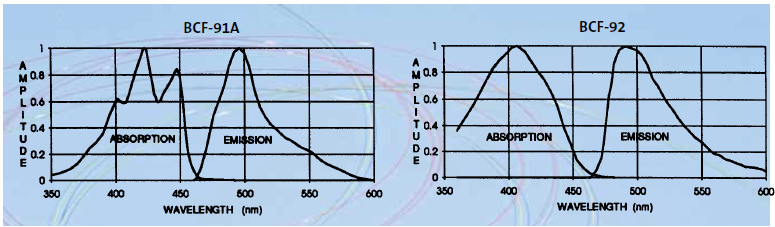 BCF-91A
AMPLITUDE
1
0.8
0.6
0.4
0.2
0
ABSORPTION
EMISSION
350
400
450
500
550
600
WAVELENGTH (nm)
BCF-92
AMPLITUDE
1
0.8
0.6
0.4
0.2
0
ABSORPTION
EMISSION
350
400
450
500
550
600
WAVELENGTH (nm)